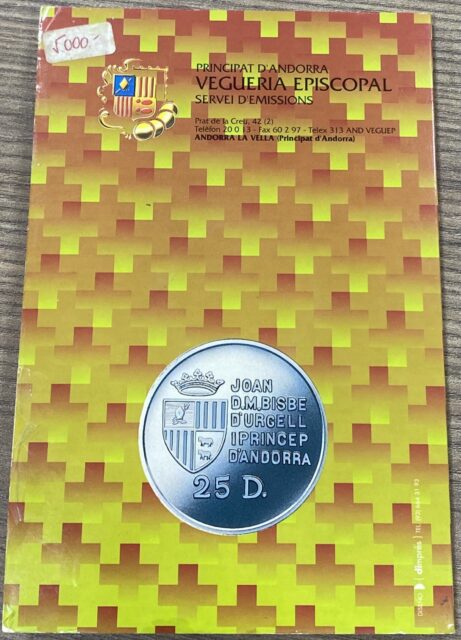 5000-
PRINCIPAT D'ANDORRA
VEGUERIA EPISCOPAL
SERVEI D'EMISSIONS
Prat de la Creu, 42 (2)
Telèfon 20 0 13 - Fax 60 2 97 - Telex 313 AND VEGUEP
ANDORRA LA VELLA (Principat d'Andorra)
JOAN
D.M.BISBE
D'URGELL
I PRINCEP
D'ANDORRA
25 D.